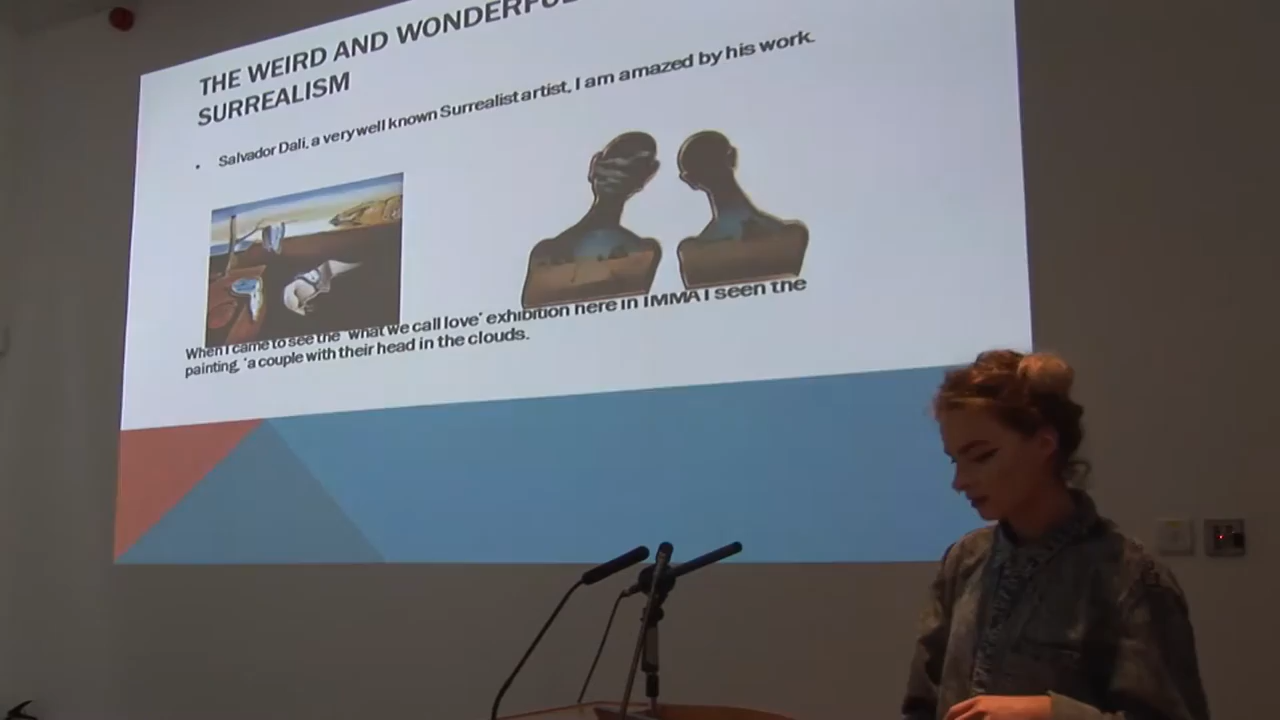 THE WEIRD AND WONDERFUL
SURREALISM
• Salvador Dali, a very well known Surrealist artist, I am amazed by his work.
When I came to see the 'what we call love' exhibition here in IMMA I seen the
painting, 'a couple with their head in the clouds.